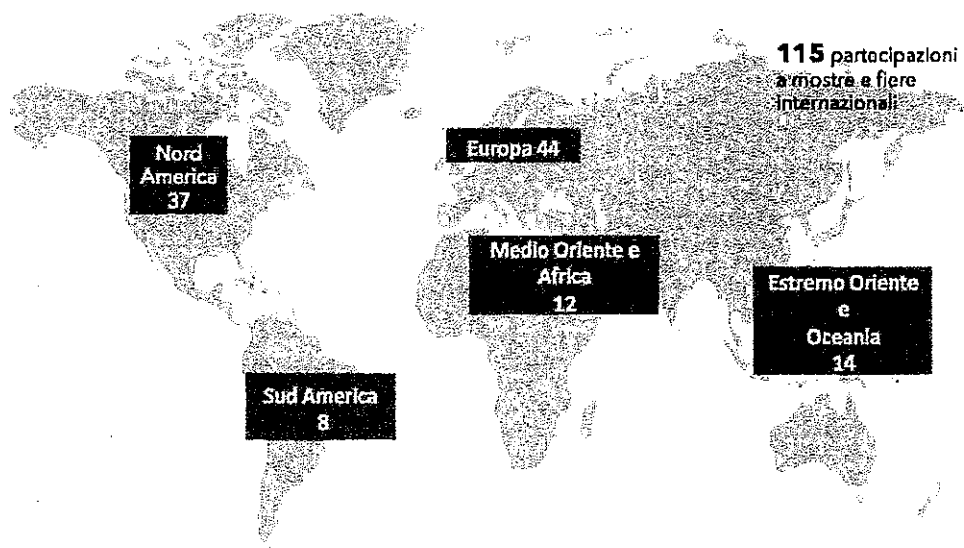 115 partecipazioni
a mostre e fiere
internazionali
Nord
America
37
Europa 44
Medio Oriente e
Africa
12
Estremo Oriente
e
Oceania
14
Sud America
8